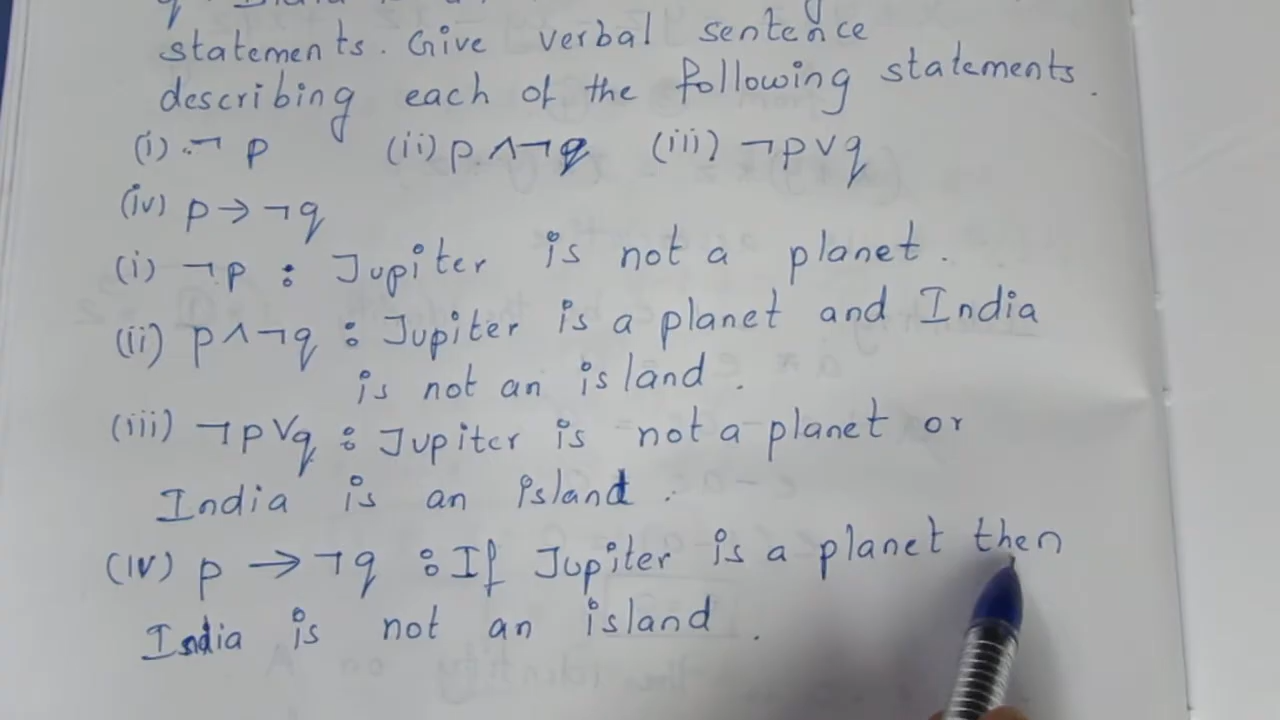 statements. Give verbal sentence
describing each of the following statements.
(i) ¬ p (ii) p ∧ ¬ q (iii) ¬p ∨ q
(iv) p → ¬q
(i) ¬p : Jupiter is not a planet.
(ii) p ∧ ¬q : Jupiter is a planet and India
is not an island.
(iii) ¬p ∨ q : Jupiter is not a planet or
India is an island.
(iv) p → ¬q : If Jupiter is a planet then
India is not an island.